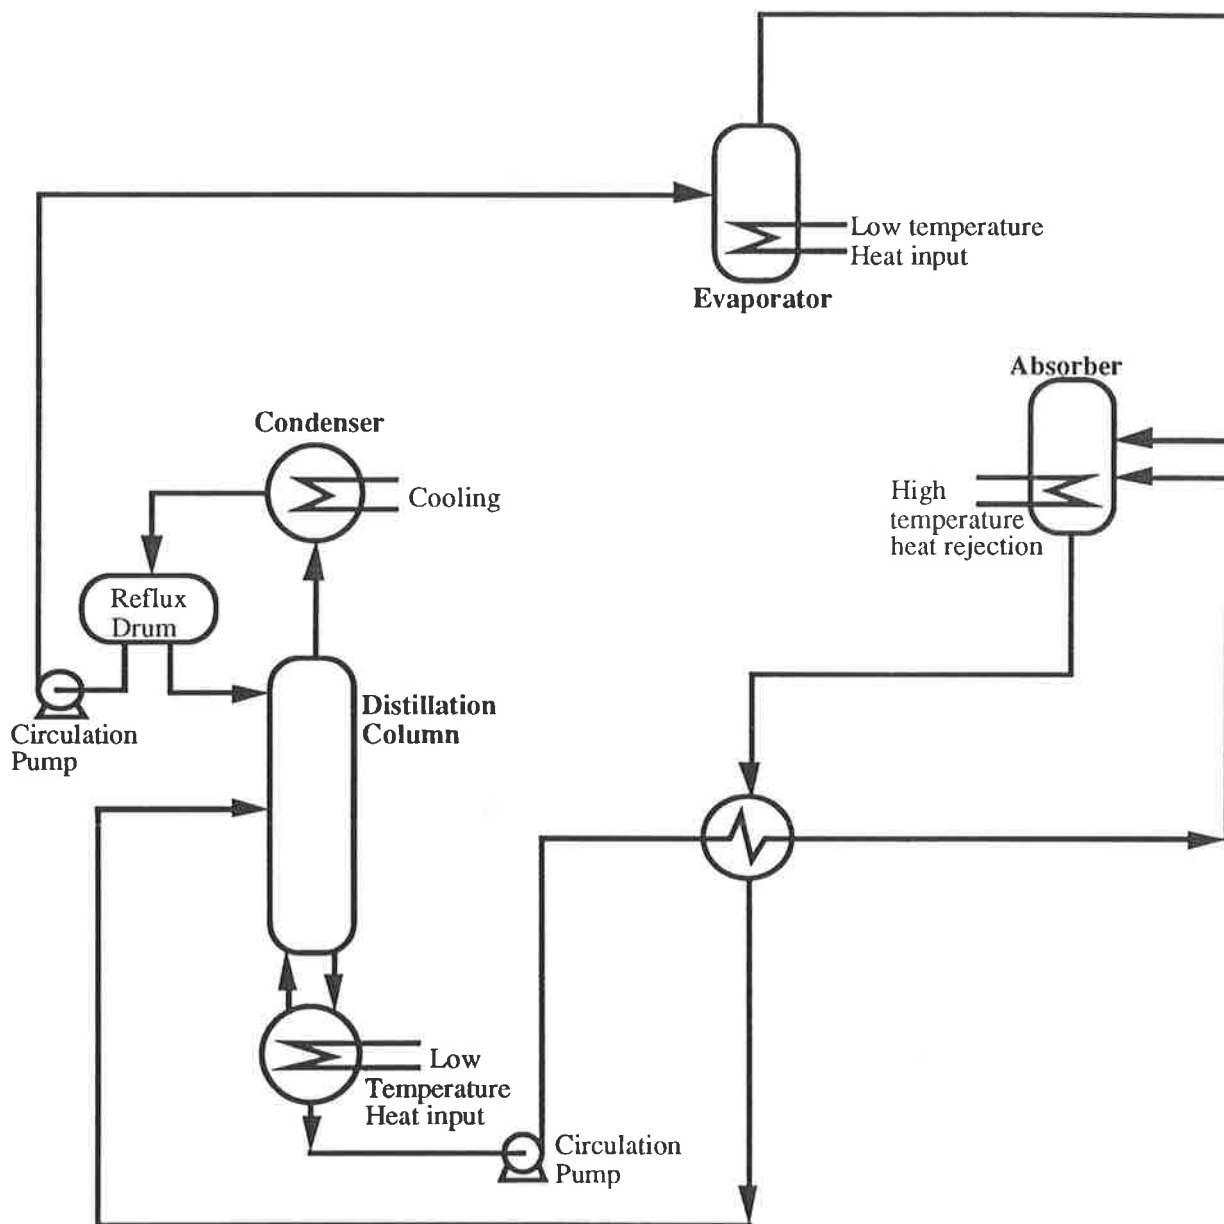 Low temperature
Heat input
Evaporator
Absorber
Condenser
Cooling
High
temperature
heat rejection
Reflux
Drum
Distillation
Column
Circulation
Pump
Low
Temperature
Heat input
Circulation
Pump